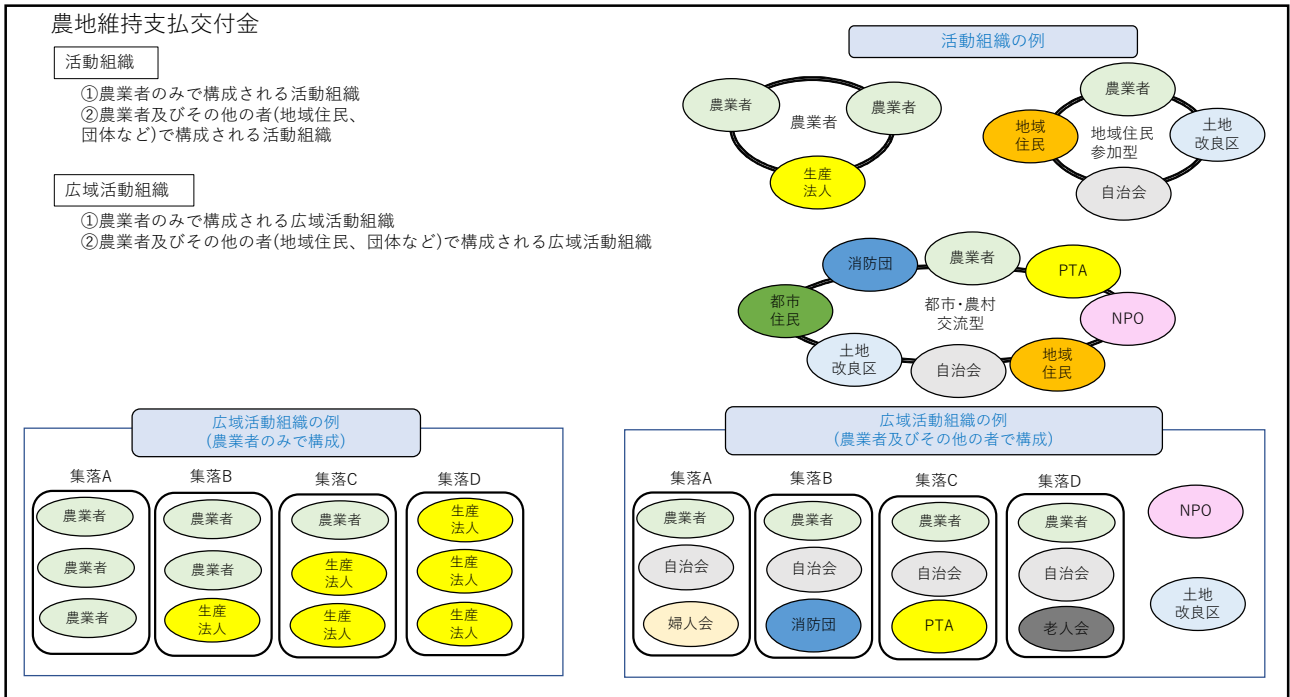 農地維持支払交付金
活動組織
①農業者のみで構成される活動組織
②農業者及びその他の者(地域住民、
団体など)で構成される活動組織
広域活動組織
①農業者のみで構成される広域活動組織
②農業者及びその他の者(地域住民、団体など)で構成される広域活動組織
活動組織の例
農業者
農業者
農業者
生産
法人
農業者
地域
住民
地域住民
参加型
土地
改良区
自治会
消防団
農業者
PTA
都市
住民
都市・農村
交流型
NPO
土地
改良区
自治会
地域
住民
広域活動組織の例
(農業者のみで構成)
集落A
農業者
農業者
農業者
集落B
農業者
農業者
生産
法人
集落C
農業者
生産
法人
生産
法人
集落D
生産
法人
生産
法人
生産
法人
広域活動組織の例
(農業者及びその他の者で構成)
集落A
農業者
自治会
婦人会
集落B
農業者
自治会
消防団
集落C
農業者
自治会
PTA
集落D
農業者
自治会
老人会
NPO
土地
改良区